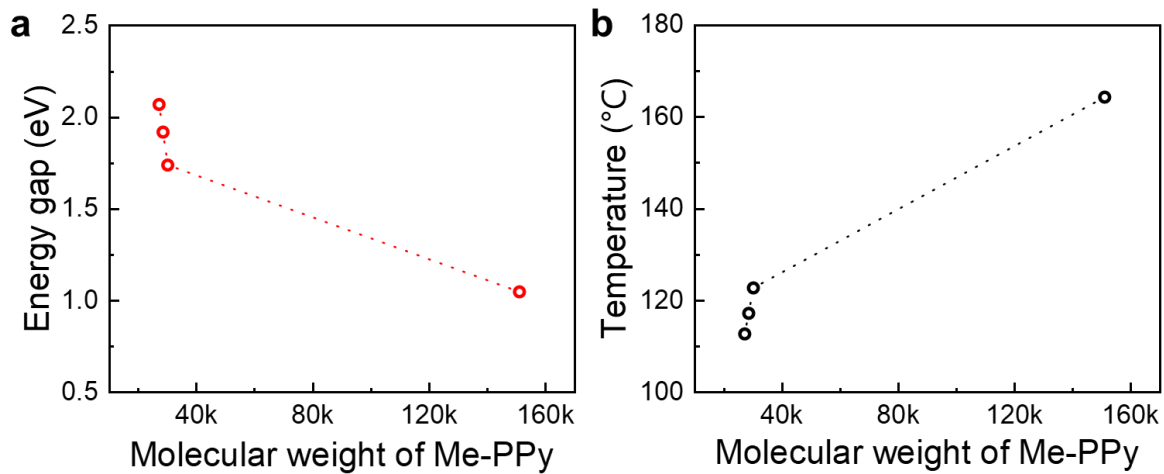 a
Energy gap (eV)
2.5
2.0
1.5
1.0
0.5
40k 80k 120k 160k
Molecular weight of Me-PPy
b
Temperature (°C)
180
160
140
120
100
40k 80k 120k 160k
Molecular weight of Me-PPy